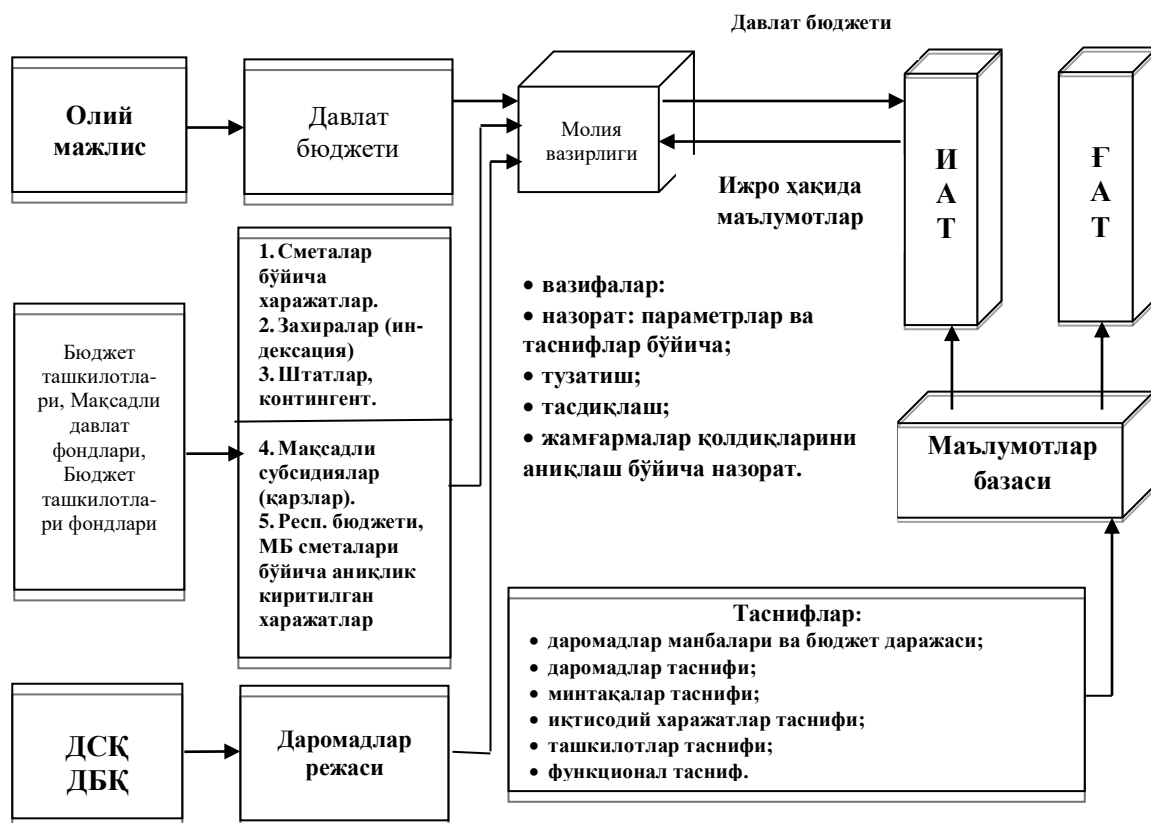 Давлат бюджети
Олий
мажлис
Давлат
бюджети
Молия
вазирлиги
И
А
Т
Ғ
А
Т
Ижро ҳақида
маълумотлар
Бюджет
ташкилотла-
ри, Мақсадли
давлат
фондлари,
Бюджет
ташкилотла-
ри фондлари
1. Сметалар
бўйича
харажатлар.
2. Захиралар (ин-
дексация)
3. Штатлар,
контингент.
4. Мақсадли
субсидиялар
(қарзлар).
5. Респ. бюджети,
МБ сметалари
бўйича аниқлик
киритилган
харажатлар
• вазифалар:
• назорат: параметрлар ва
таснифлар бўйича;
• тузатиш;
• тасдиқлаш;
• жамғармалар қолдиқларини
аниқлаш бўйича назорат.
Маълумотлар
базаси
ДСҚ
ДБҚ
Даромадлар
режаси
Таснифлар:
• даромадлар манбалари ва бюджет даражаси;
• даромадлар таснифи;
• минтақалар таснифи;
• иқтисодий харажатлар таснифи;
• ташкилотлар таснифи;
• функционал тасниф.